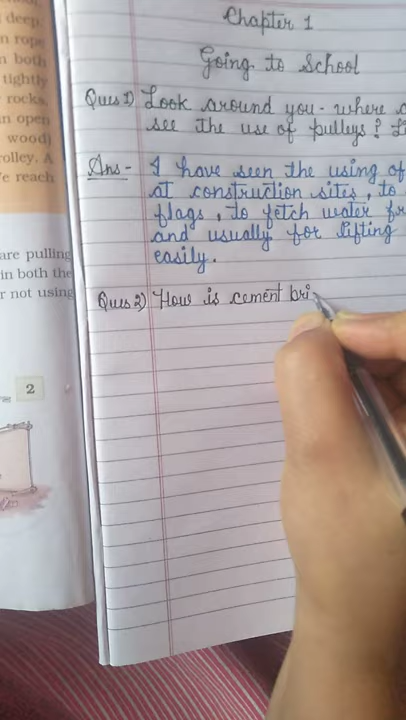 deep.
n rope
n both
tightly
rocks,
an open
wood)
rolley. A
e reach
are pulling
in both the
r not using
2
Chapter 1
Going to School
Ques 1) Look around you. where
see the use of pulleys?
Ans- I have seen the using of
at construction sites, to
flags, to fetch water
and usually for lifting
easily.
Ques 2) How is cement bri